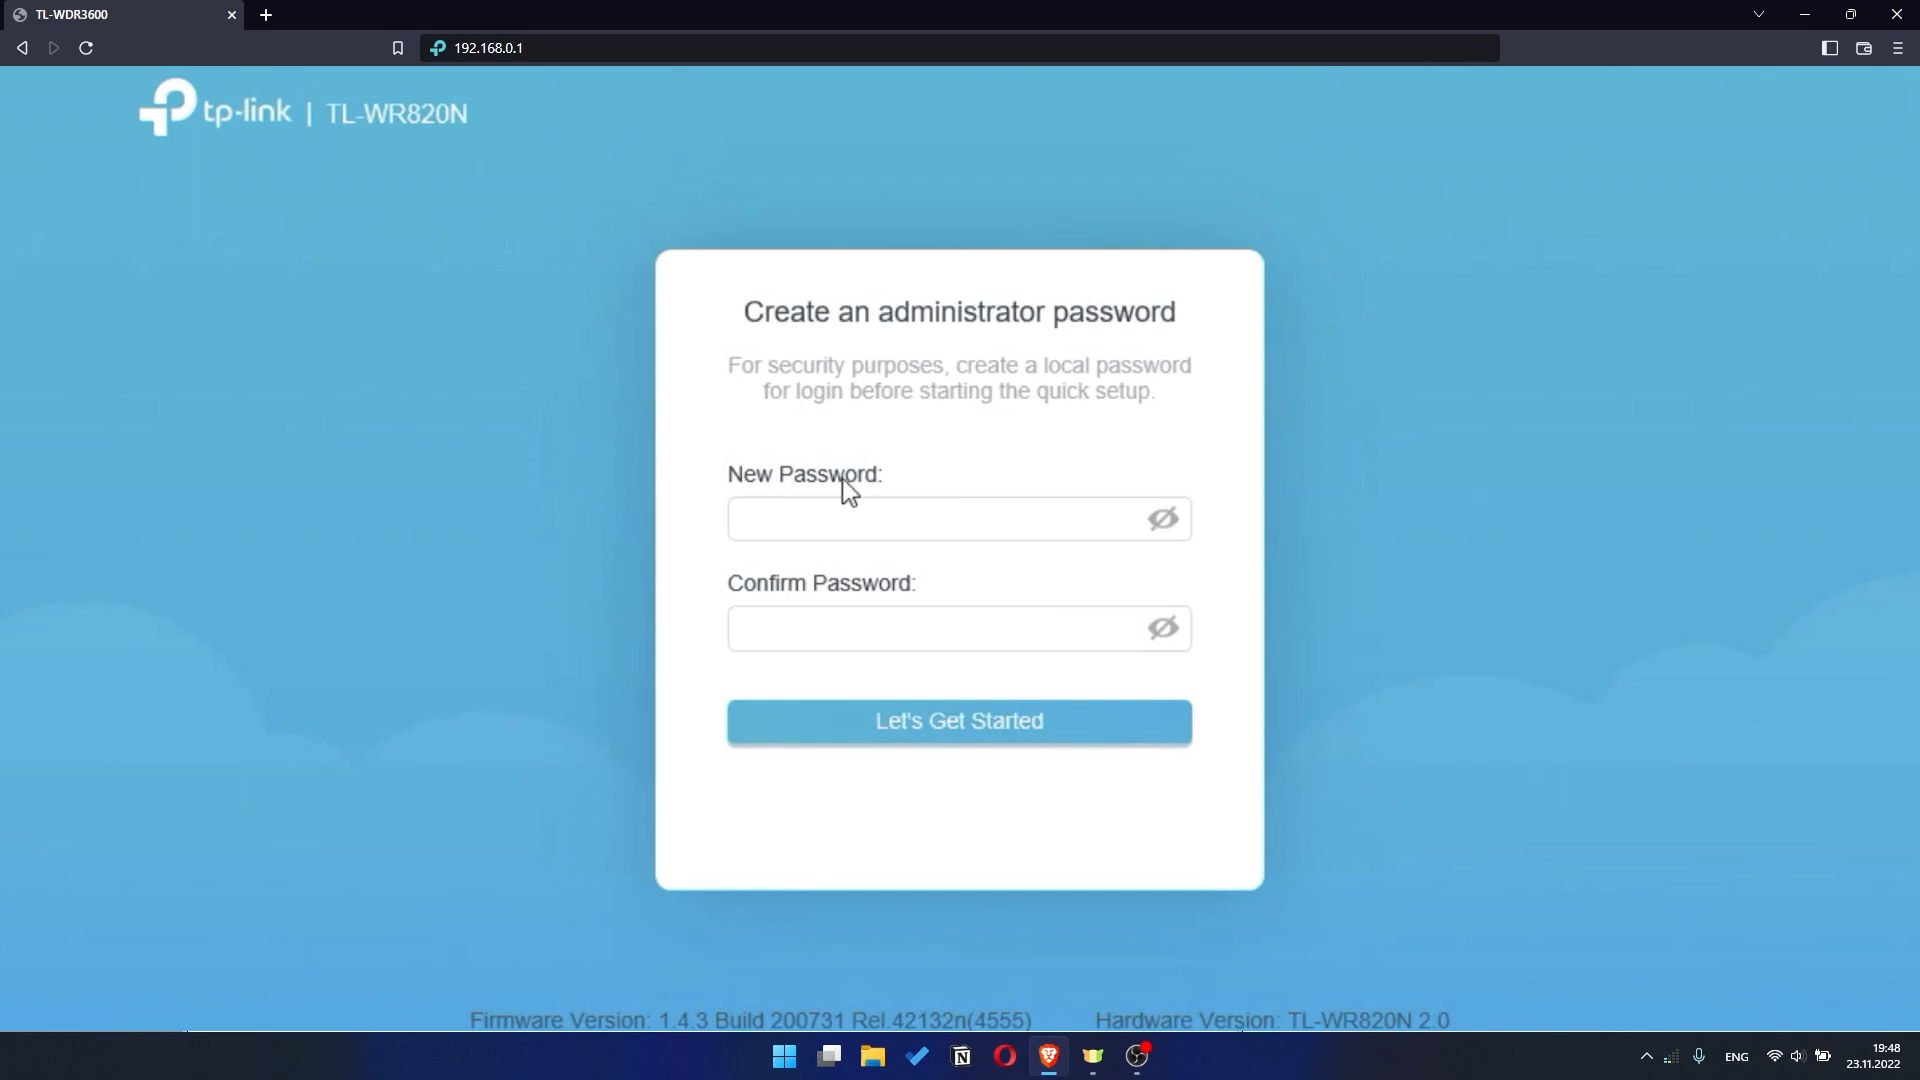 TL-WDR3600
192.168.0.1
tp-link | TL-WR820N
Create an administrator password
For security purposes, create a local password
for login before starting the quick setup.
New Password:
Confirm Password:
Let's Get Started
Firmware Version: 1.4.3 Build 200731 Rel.42132n(4555) Hardware Version: TL-WR820N 2.0
ENG
19:48
23.11.2022